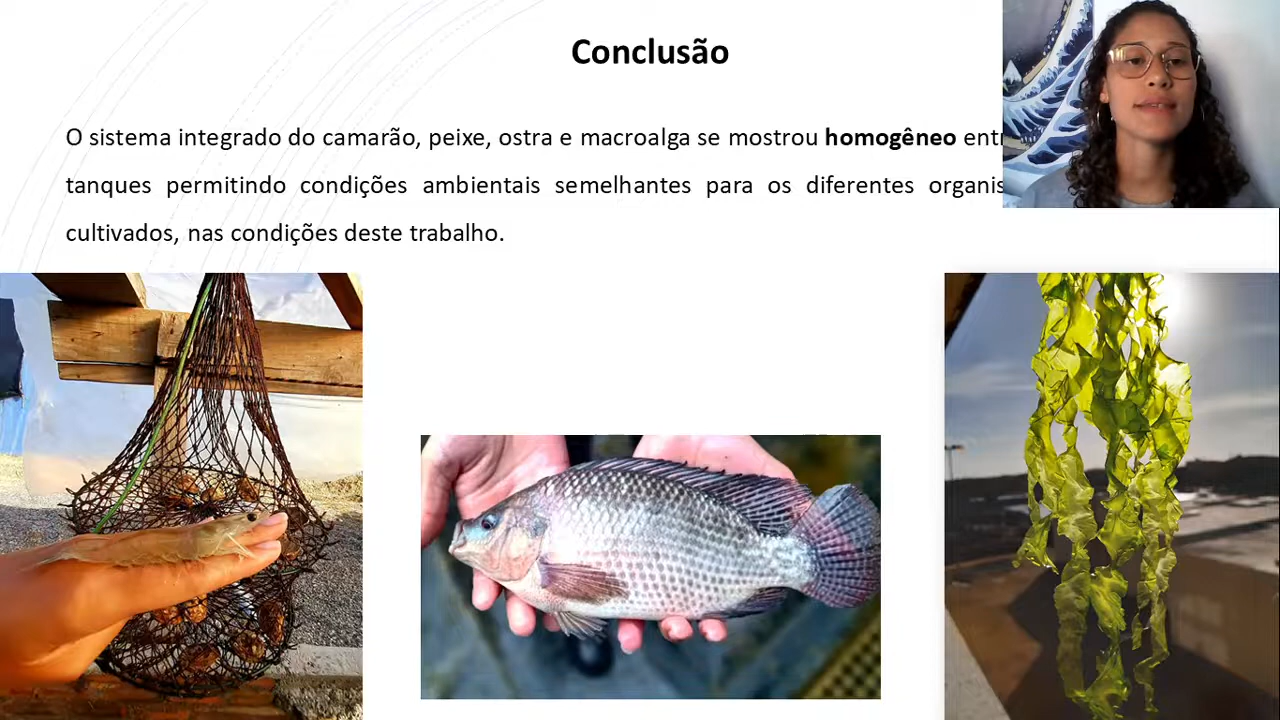 Conclusão
O sistema integrado do camarão, peixe, ostra e macroalga se mostrou homogêneo
tanques permitindo condições ambientais semelhantes para os diferentes
cultivados, nas condições deste trabalho.